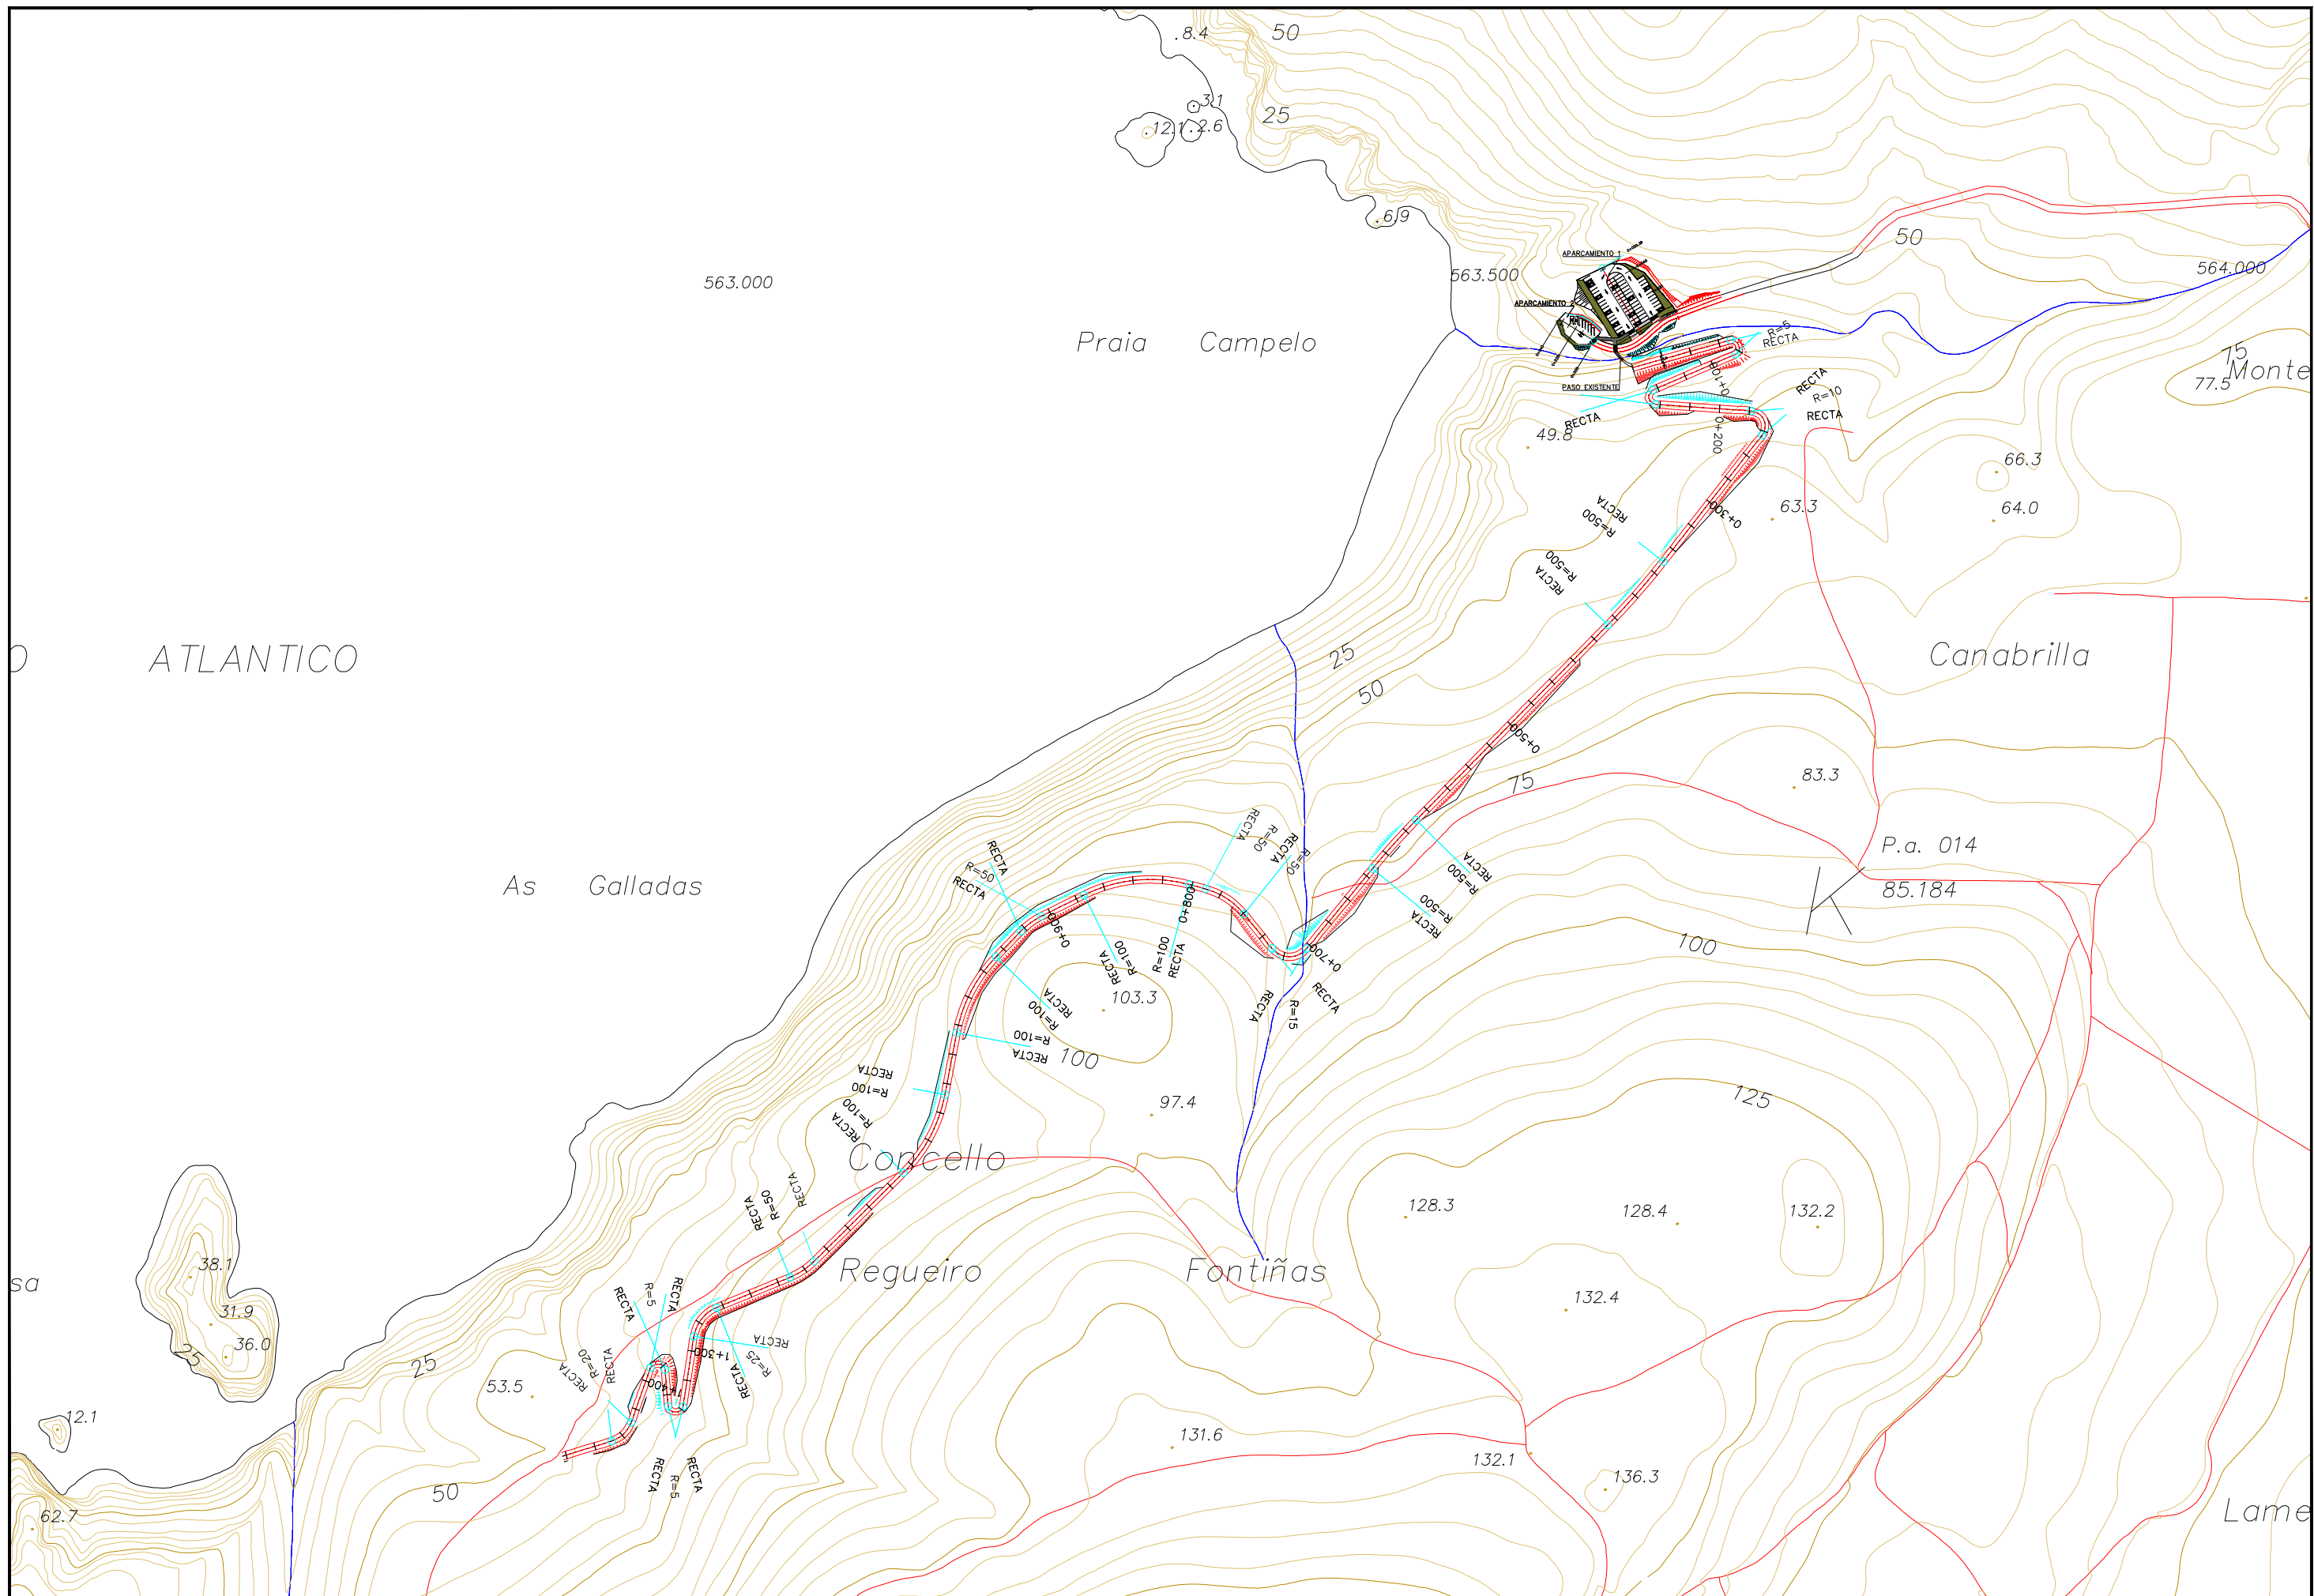 50
.8.4
3.1
12.1
.2.6
25
6.9
50
APARCAMIENTO 1
563.000
563.500
564.000
APARCAMIENTO 2
R=5
RECTA
Praia Campelo
75
77.5
Monte
PASO EXISTENTE
0+100
RECTA
R=10
RECTA
RECTA
0+200
49.8
66.3
64.0
63.3
RECTA
R=500
0+300
R=500
RECTA
O ATLANTICO
25
50
Canabrilla
0+500
75
83.3
RECTA
R=50
RECTA
R=50
P.a. 014
85.184
RECTA
R=500
RECTA
R=50
RECTA
As Galladas
R=500
RECTA
0+800
0+900
0+700
100
R=100
RECTA
R=100
RECTA
103.3
RECTA
R=100
RECTA
R=15
RECTA
R=100
RECTA
100
RECTA
R=100
R=100
RECTA
97.4
125
Concello
RECTA
R=50
RECTA
128.3
128.4
132.2
Regueiro
Fontiñas
38.1
31.9
36.0
25
sa
RECTA
R=5
RECTA
132.4
RECTA
1+300
R=25
RECTA
25
R=20
RECTA
RECTA
1+400
53.5
12.1
131.6
132.1
136.3
RECTA
R=5
RECTA
50
62.7
Lame